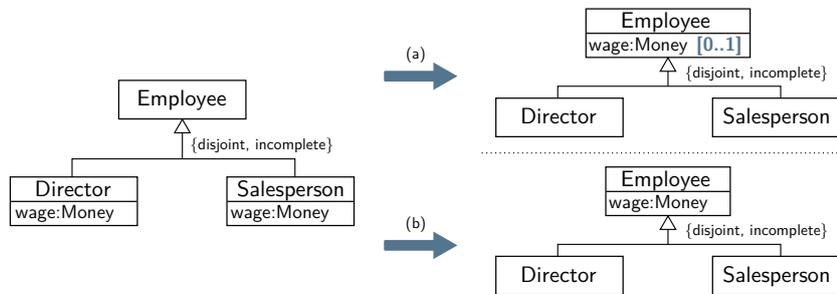 Employee
{disjoint, incomplete}
Director
wage:Money
Salesperson
wage:Money
(a)
Employee
wage:Money [0..1]
{disjoint, incomplete}
Director
Salesperson
(b)
Employee
wage:Money
{disjoint, incomplete}
Director
Salesperson